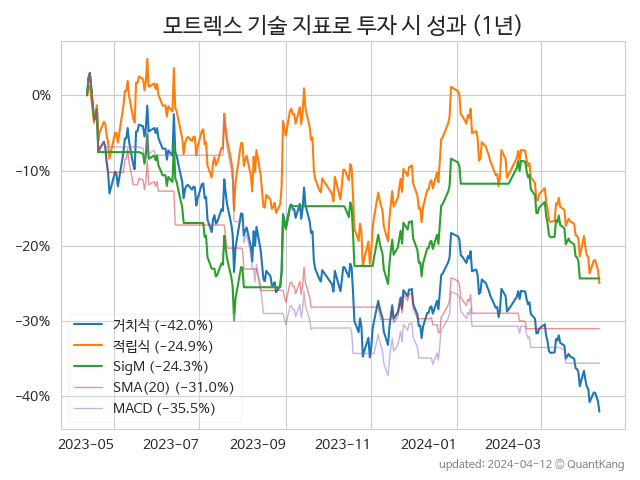 모트렉스 기술 지표로 투자 시 성과 (1년)
0%
−10%
−20%
−30%
−40%
거치식 (−42.0%)
적립식 (−24.9%)
SigM (−24.3%)
SMA(20) (−31.0%)
MACD (−35.5%)
2023-05 2023-07 2023-09 2023-11 2024-01 2024-03
updated: 2024-04-12 © QuantKang